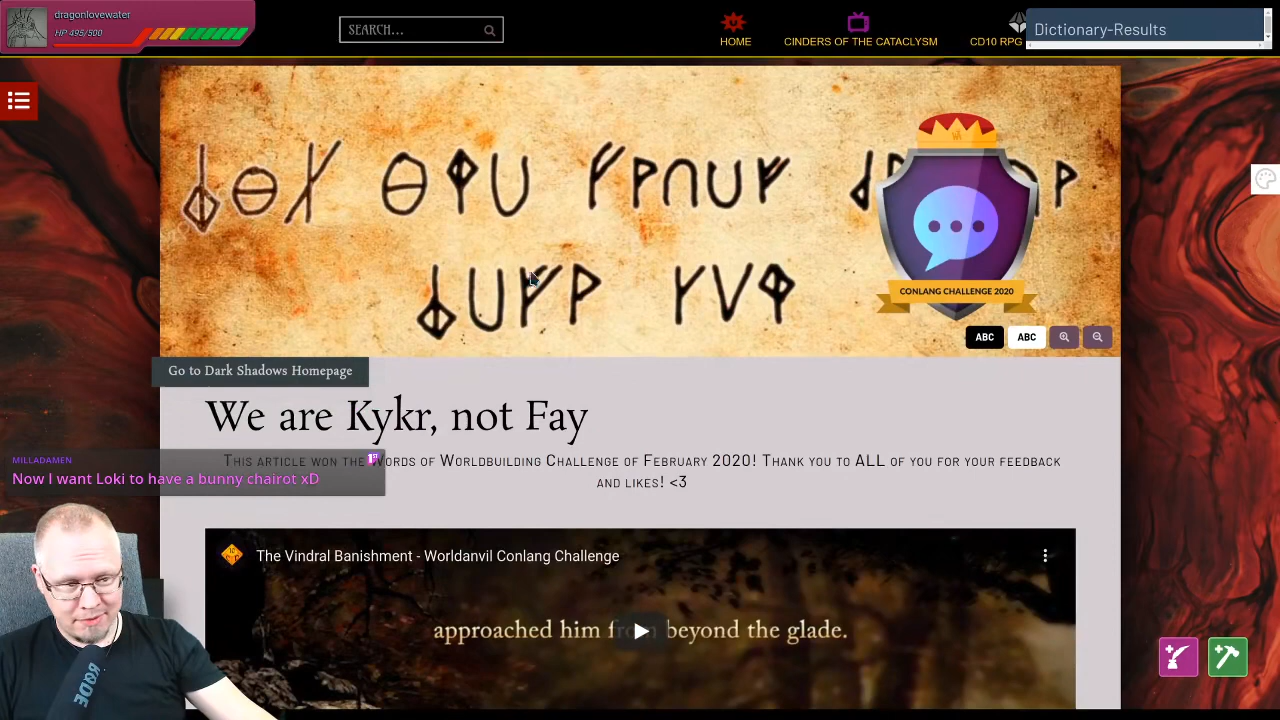 dragonlovewater
HP 495/500
SEARCH...
HOME
CINDERS OF THE CATACLYSM
CD10 RPG
Dictionary-Results
CONLANG CHALLENGE 2020
ABC
ABC
Go to Dark Shadows Homepage
We are Kykr, not Fay
This article won the Words of Worldbuilding Challenge of February 2020! Thank you to ALL of you for your feedback
and likes! <3
MILLADAMEN
Now I want Loki to have a bunny chairot xD
The Vindral Banishment - Worldanvil Conlang Challenge
approached him from beyond the glade.
RØDE